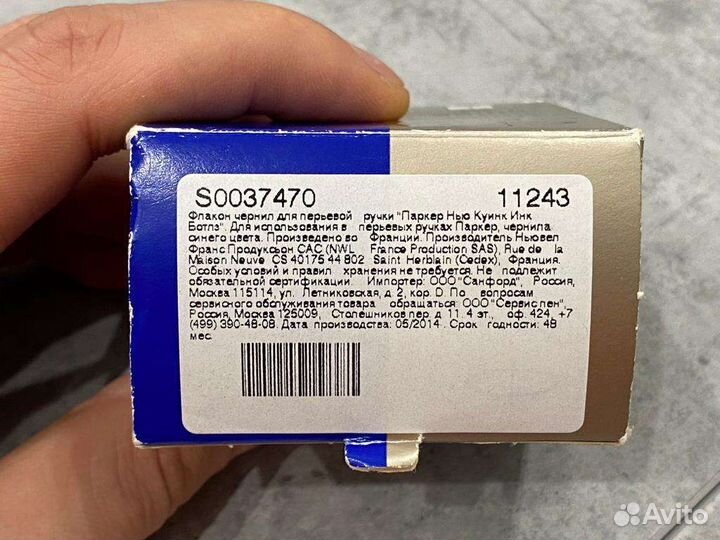 S0037470 11243
Флакон чернил для перьевой ручки "Паркер Нью Куинк Инк
Ботлз". Для использования в перьевых ручках Паркер, чернила
синего цвета. Произведено во Франции. Производитель Ньювел
Франс Продуксьон САС (NWL France Production SAS), Rue de la
Maison Neuve CS 40175 44 802 Saint Herblain (Cedex), Франция.
Особых условий и правил хранения не требуется. Не подлежит
обязательной сертификации. Импортер: ООО "Санфорд", Россия,
Москва 115114, ул. Летниковская, д. 2, кор. D. По вопросам
сервисного обслуживания товара обращаться: ООО "Сервис пен",
Россия, Москва 125009, Столешников пер. д. 11. 4 эт., оф. 424, +7
(499) 390-48-08. Дата производства: 05/2014. Срок годности: 48
мес.
Avito